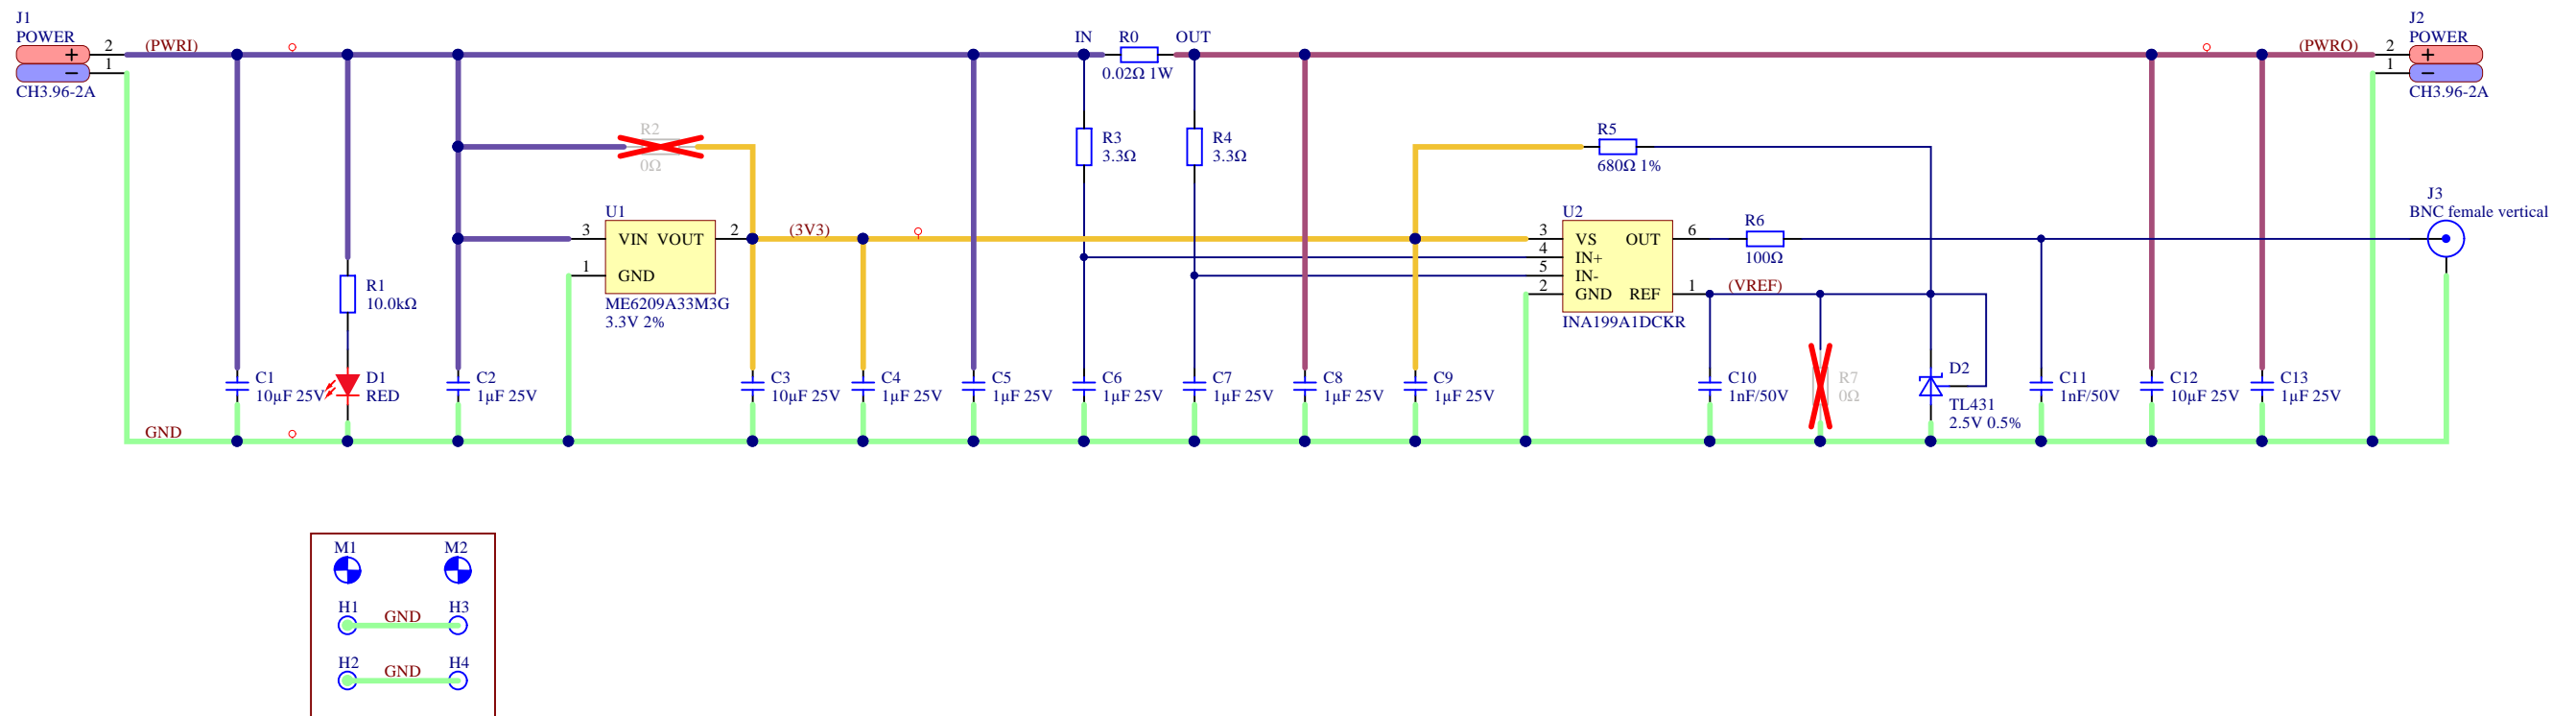 J1
POWER
+
−
2
1
CH3.96-2A
(PWRI)
IN
R0
0.02Ω 1W
OUT
(PWRO)
J2
POWER
2
1
+
−
CH3.96-2A
R2
0Ω
R3
3.3Ω
R4
3.3Ω
R5
680Ω 1%
J3
BNC female vertical
U1
3
VIN VOUT
2
1
GND
ME6209A33M3G
3.3V 2%
(3V3)
U2
3
VS OUT
6
4
IN+
5
IN-
2
GND REF
1
INA199A1DCKR
R6
100Ω
(VREF)
R1
10.0kΩ
C1
10µF 25V
D1
RED
C2
1µF 25V
C3
10µF 25V
C4
1µF 25V
C5
1µF 25V
C6
1µF 25V
C7
1µF 25V
C8
1µF 25V
C9
1µF 25V
C10
1nF/50V
R7
0Ω
D2
TL431
2.5V 0.5%
C11
1nF/50V
C12
10µF 25V
C13
1µF 25V
GND
M1 M2
H1 GND H3
H2 GND H4